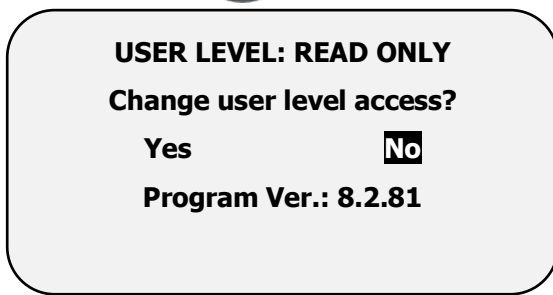 USER LEVEL: READ ONLY
Change user level access?
Yes No
Program Ver.: 8.2.81